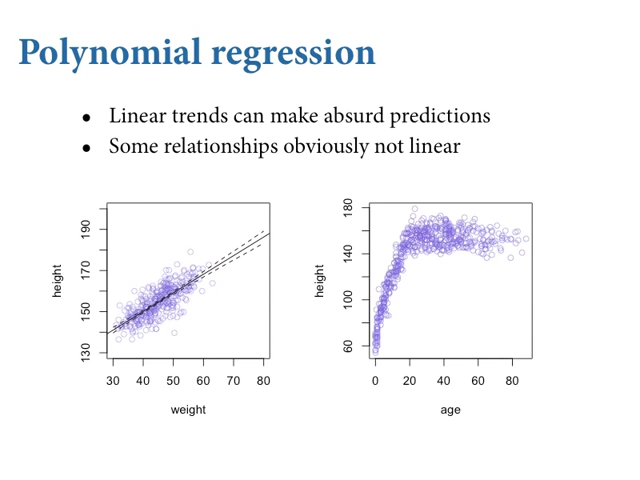 Polynomial regression
• Linear trends can make absurd predictions
• Some relationships obviously not linear
height
130 150 170 190
30 40 50 60 70 80
weight
height
60 100 140 180
0 20 40 60 80
age